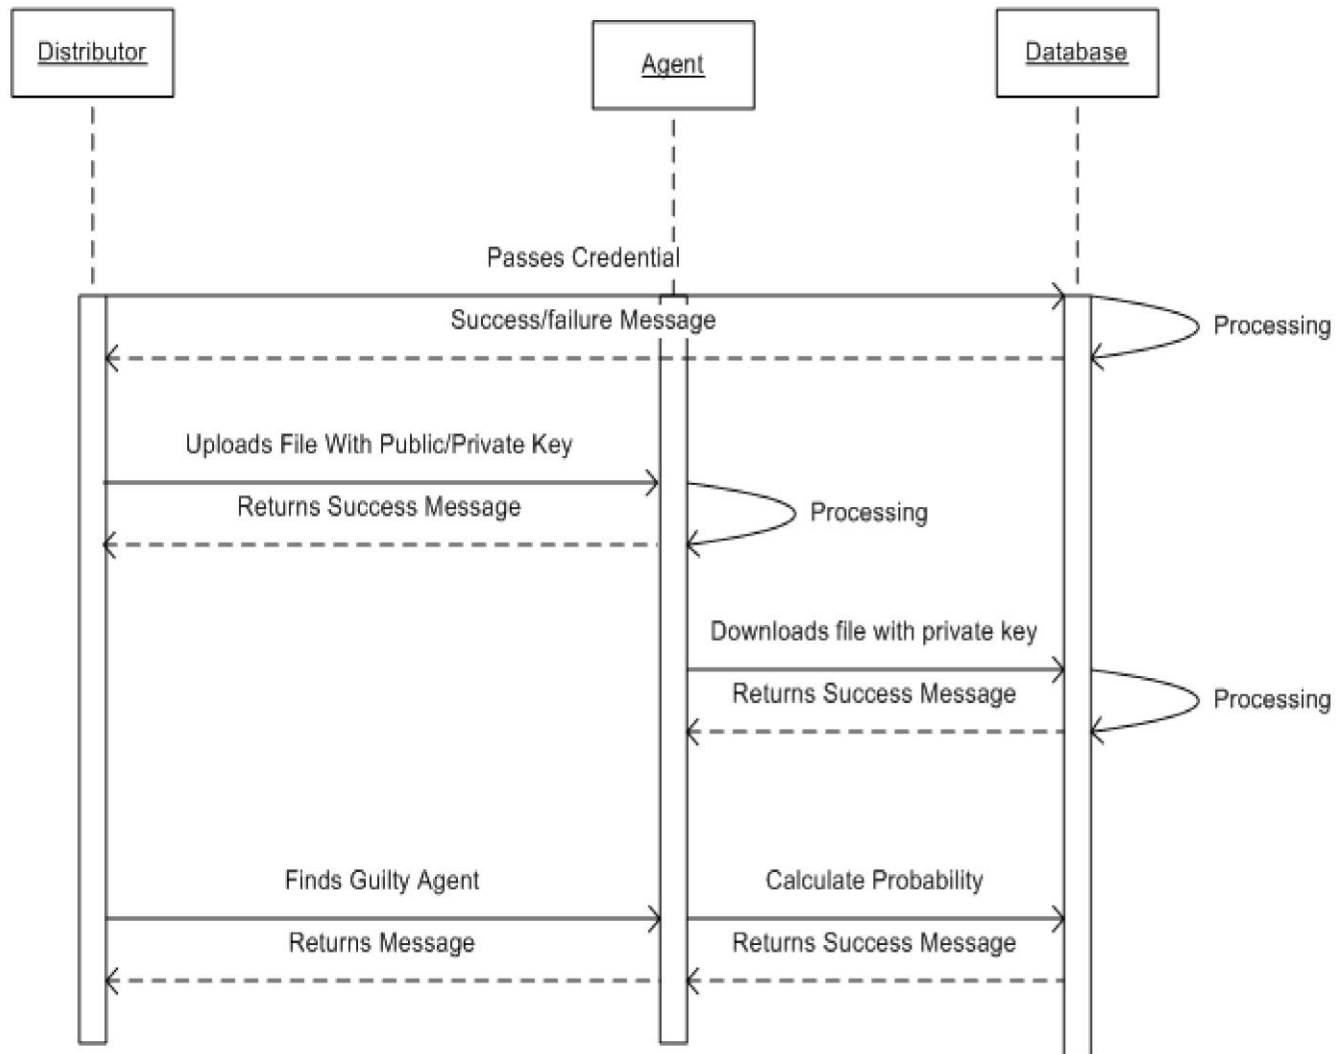 Distributor
Agent
Database
Passes Credential
Success/failure Message
Processing
Uploads File With Public/Private Key
Returns Success Message
Processing
Downloads file with private key
Returns Success Message
Processing
Finds Guilty Agent
Calculate Probability
Returns Message
Returns Success Message